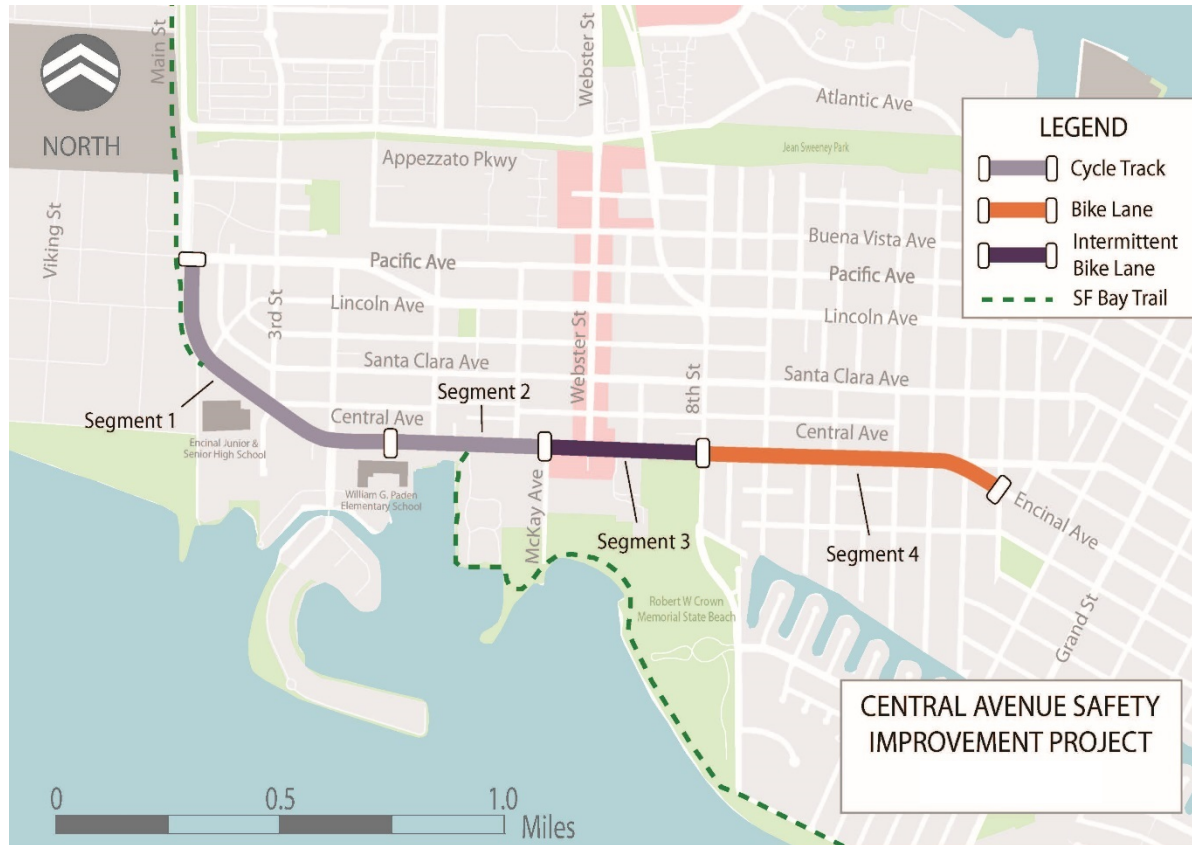 Main St
Webster St
NORTH
Atlantic Ave
LEGEND
Cycle Track
Bike Lane
Intermittent
Bike Lane
SF Bay Trail
Jean Sweeney Park
Appezzato Pkwy
Viking St
Buena Vista Ave
Pacific Ave
Pacific Ave
3rd St
Lincoln Ave
Lincoln Ave
Webster St
Santa Clara Ave
8th St
Santa Clara Ave
Segment 1
Segment 2
Central Ave
Central Ave
Encinal Junior &
Senior High School
William G. Paden
Elementary School
McKay Ave
Encinal Ave
Segment 3
Segment 4
Robert W Crown
Memorial State Beach
Grand St
CENTRAL AVENUE SAFETY
IMPROVEMENT PROJECT
0 0.5 1.0
Miles